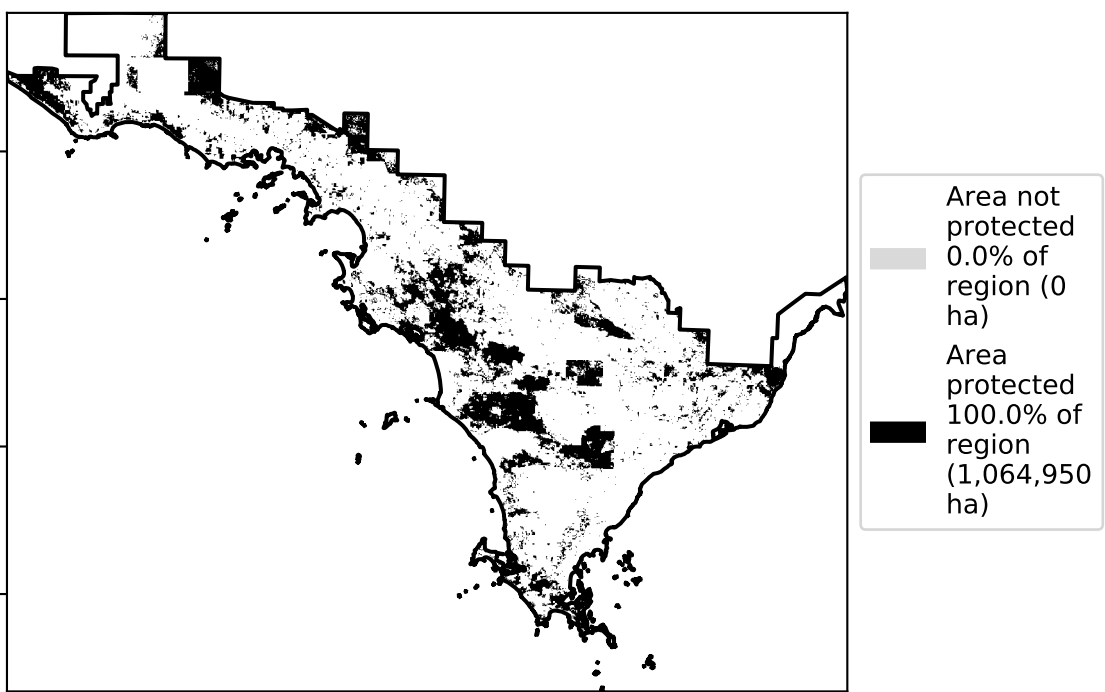 Area not
protected
0.0% of
region (0
ha)
Area
protected
100.0% of
region
(1,064,950
ha)